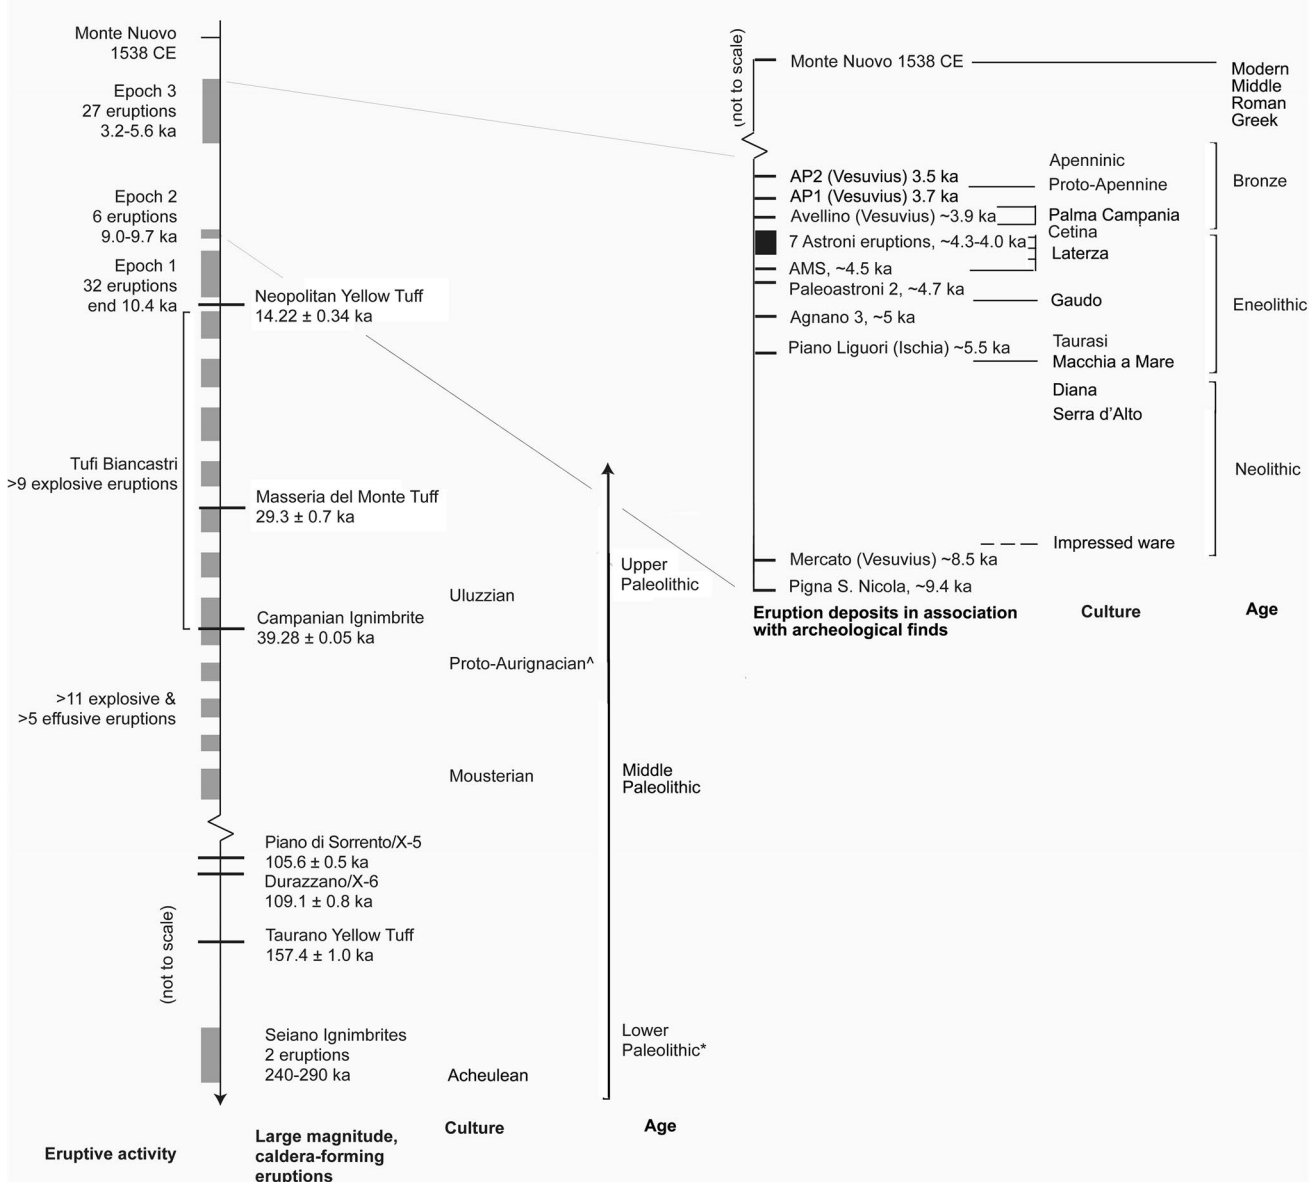 Monte Nuovo
1538 CE
Epoch 3
27 eruptions
3.2-5.6 ka
Epoch 2
6 eruptions
9.0-9.7 ka
Epoch 1
32 eruptions
end 10.4 ka
Tufi Biancastri
>9 explosive eruptions
>11 explosive &
>5 effusive eruptions
(not to scale)
Eruptive activity
Neopolitan Yellow Tuff
14.22 ± 0.34 ka
Masseria del Monte Tuff
29.3 ± 0.7 ka
Campanian Ignimbrite
39.28 ± 0.05 ka
Piano di Sorrento/X-5
105.6 ± 0.5 ka
Durazzano/X-6
109.1 ± 0.8 ka
Taurano Yellow Tuff
157.4 ± 1.0 ka
Seiano Ignimbrites
2 eruptions
240-290 ka
Large magnitude,
caldera-forming
eruptions
Uluzzian
Proto-Aurignacian^
Mousterian
Acheulean
Culture
Upper
Paleolithic
Middle
Paleolithic
Lower
Paleolithic*
Age
(not to scale)
Monte Nuovo 1538 CE
AP2 (Vesuvius) 3.5 ka
AP1 (Vesuvius) 3.7 ka
Avellino (Vesuvius) ~3.9 ka
7 Astroni eruptions, ~4.3-4.0 ka
AMS, ~4.5 ka
Paleoastroni 2, ~4.7 ka
Agnano 3, ~5 ka
Piano Liguori (Ischia) ~5.5 ka
Mercato (Vesuvius) ~8.5 ka
Pigna S. Nicola, ~9.4 ka
Eruption deposits in association
with archeological finds
Apenninic
Proto-Apennine
Palma Campania
Cetina
Laterza
Gaudo
Taurasi
Macchia a Mare
Diana
Serra d'Alto
Impressed ware
Culture
Modern
Middle
Roman
Greek
Bronze
Eneolithic
Neolithic
Age